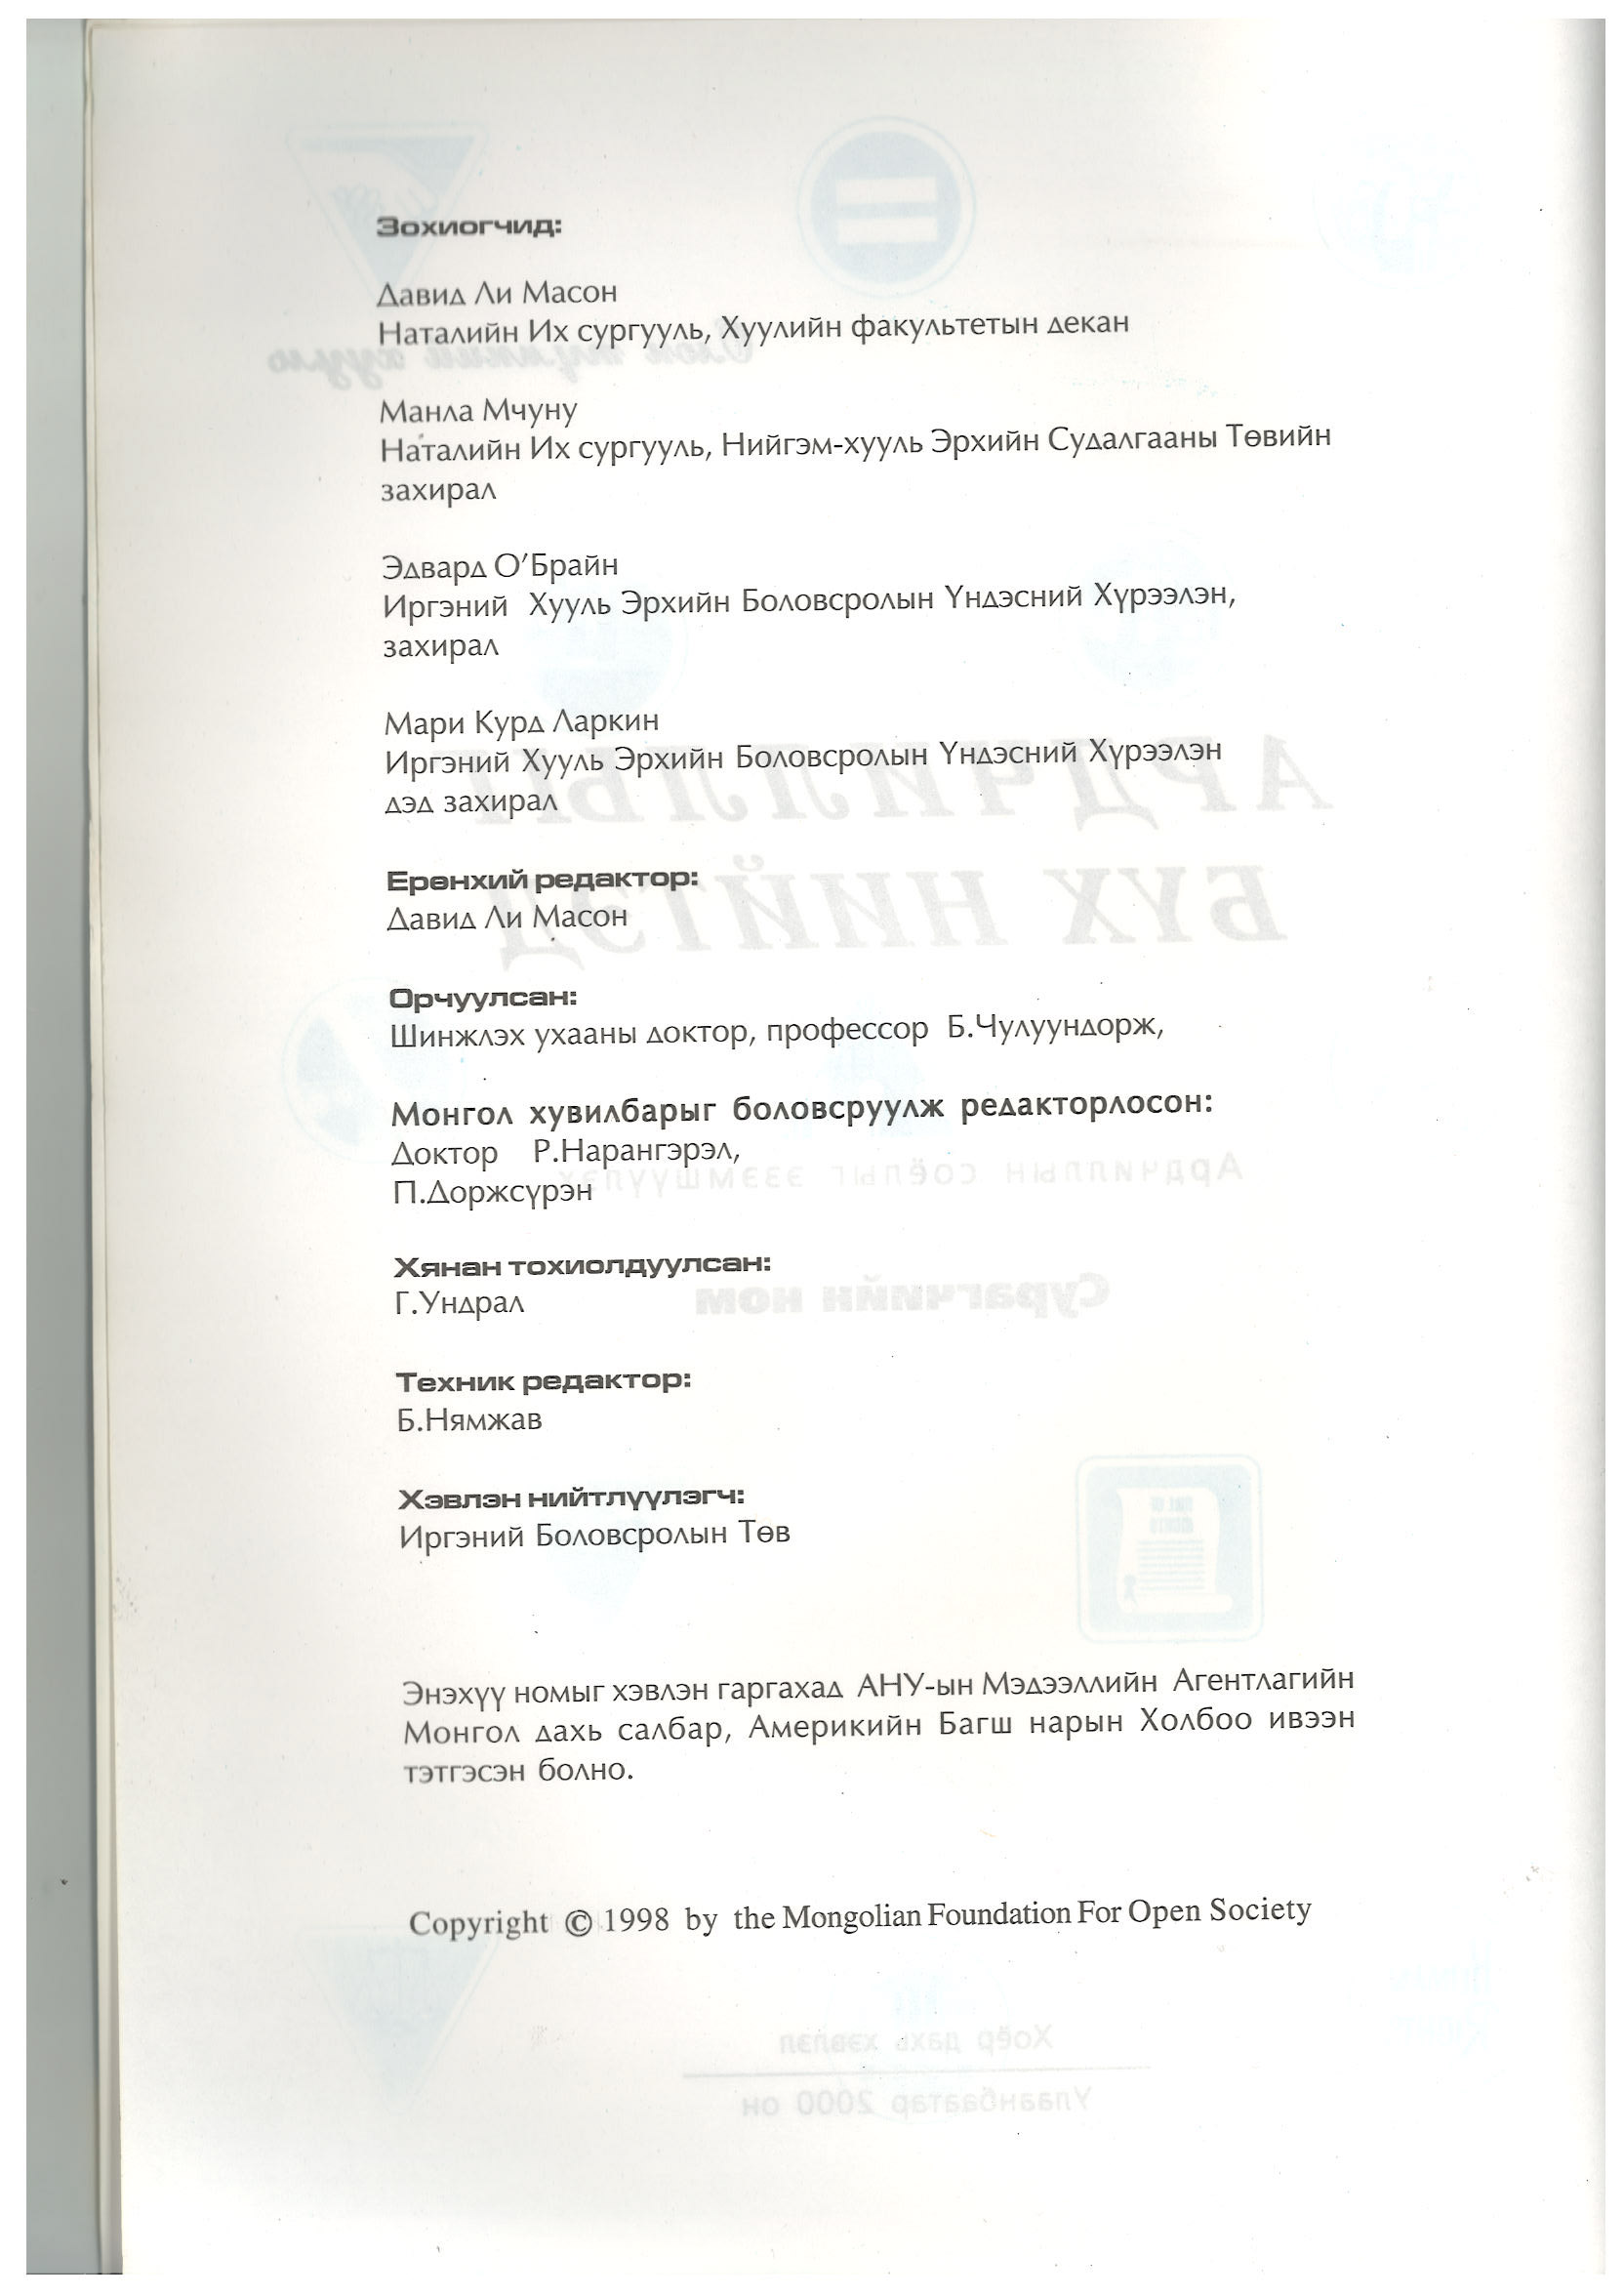 Зохиогчид:
Давид Ли Масон
Наталийн Их сургууль, Хуулийн факультетын декан
Манла Мчуну
Наталийн Их сургууль, Нийгэм-хууль Эрхийн Судалгааны Төвийн
захирал
Эдвард О'Брайн
Иргэний Хууль Эрхийн Боловсролын Үндэсний Хүрээлэн,
захирал
Мари Курд Ларкин
Иргэний Хууль Эрхийн Боловсролын Үндэсний Хүрээлэн
дэд захирал
Ерөнхий редактор:
Давид Ли Масон
Орчуулсан:
Шинжлэх ухааны доктор, профессор Б.Чулуундорж,
Монгол хувилбарыг боловсруулж редакторлосон:
Доктор Р.Нарангэрэл,
П.Доржсүрэн
Хянан тохиолдуулсан:
Г.Ундрал
Техник редактор:
Б.Нямжав
Хэвлэн нийтлүүлэгч:
Иргэний Боловсролын Төв
Энэхүү номыг хэвлэн гаргахад АНУ-ын Мэдээллийн Агентлагийн
Монгол дахь салбар, Америкийн Багш нарын Холбоо ивээн
тэтгэсэн болно.
Copyright © 1998 by the Mongolian Foundation For Open Society